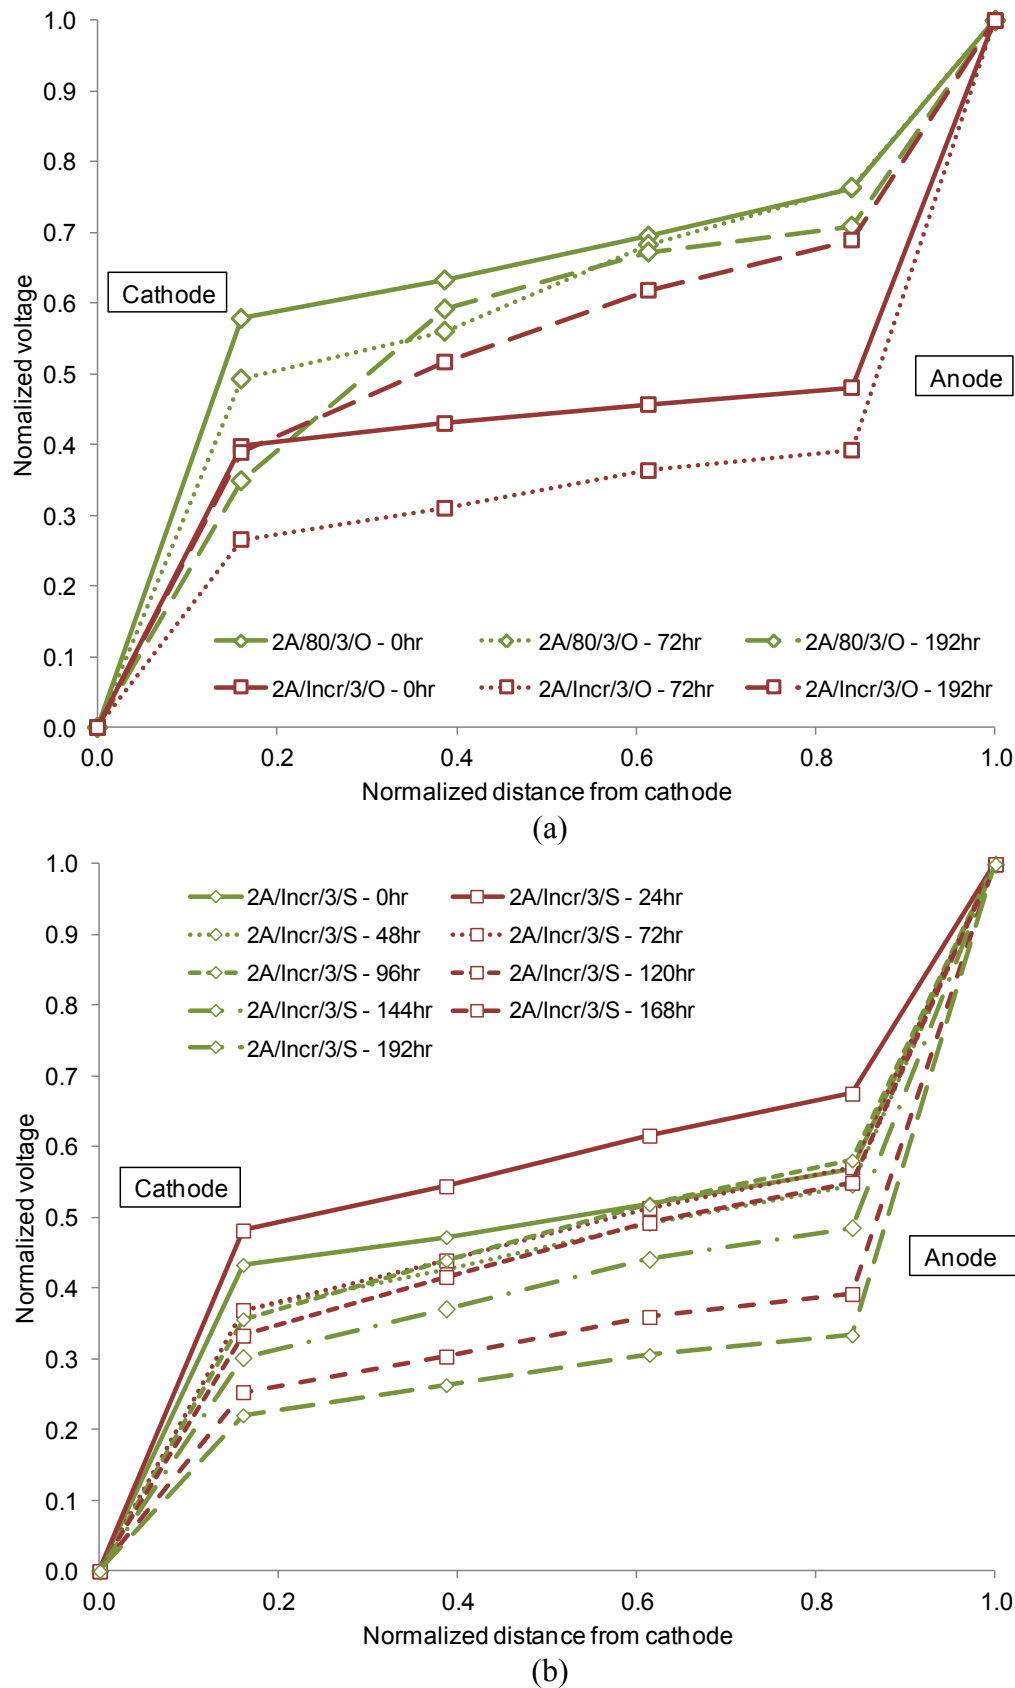 1.0
0.9
0.8
0.7
0.6
0.5
0.4
0.3
0.2
0.1
0.0
Nomalized voltage
Cathode
Anode
2A/80/3/O - 0hr 2A/80/3/O - 72hr 2A/80/3/O - 192hr
2A/Incr/3/O - 0hr 2A/Incr/3/O - 72hr 2A/Incr/3/O - 192hr
0.0 0.2 0.4 0.6 0.8 1.0
Normalized distance from cathode
(a)
1.0
0.9
0.8
0.7
0.6
0.5
0.4
0.3
0.2
0.1
0.0
Normalized voltage
2A/Incr/3/S - 0hr 2A/Incr/3/S - 24hr
2A/Incr/3/S - 48hr 2A/Incr/3/S - 72hr
2A/Incr/3/S - 96hr 2A/Incr/3/S - 120hr
2A/Incr/3/S - 144hr 2A/Incr/3/S - 168hr
2A/Incr/3/S - 192hr
Cathode
Anode
0.0 0.2 0.4 0.6 0.8 1.0
Normalized distance from cathode
(b)